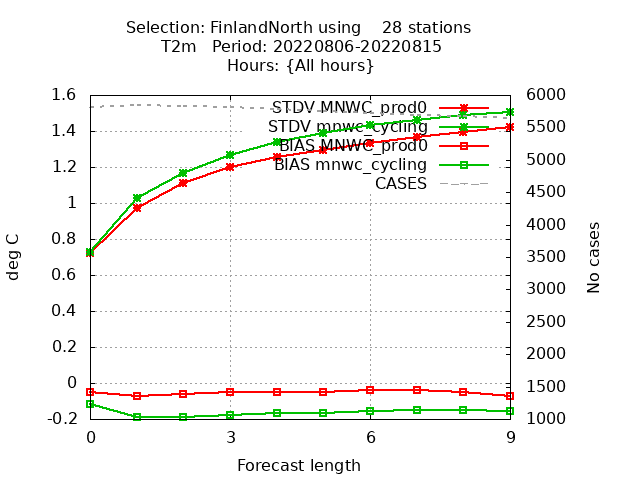 Selection: FinlandNorth using    28 stations
T2m   Period: 20220806-20220815
Hours: {All hours}
1.6
1.4
1.2
1
0.8
0.6
0.4
0.2
0
-0.2
deg C
STDV MNWC_prod0
STDV mnwc_cycling
BIAS MNWC_prod0
BIAS mnwc_cycling
CASES
6000
5500
5000
4500
4000
3500
3000
2500
2000
1500
1000
No cases
0 3 6 9
Forecast length